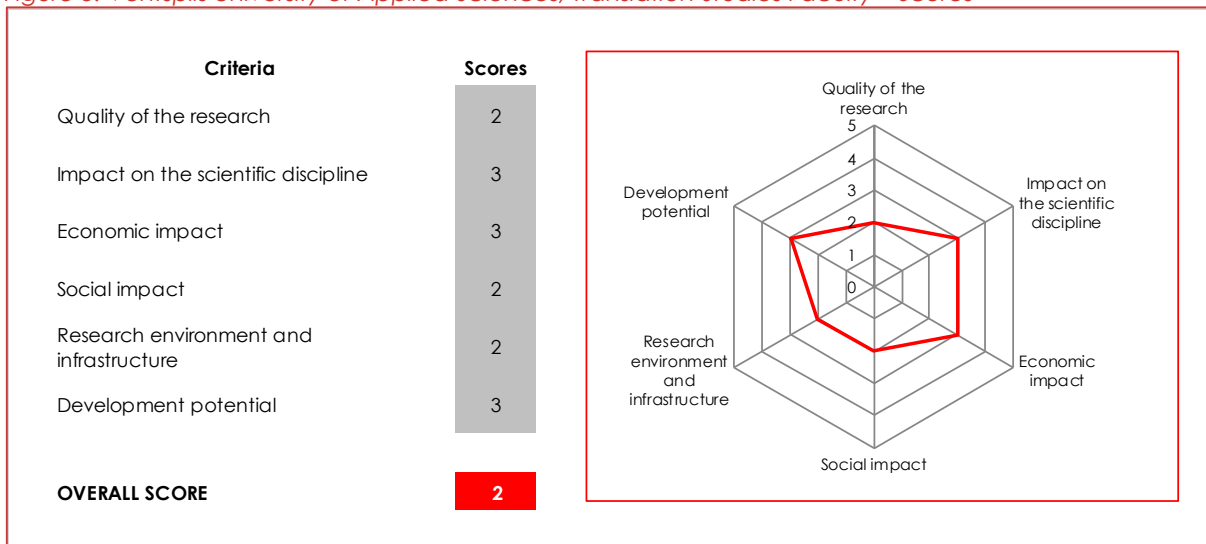 Criteria Scores
Quality of the research 2
Impact on the scientific discipline 3
Economic impact 3
Social impact 2
Research environment and
infrastructure
2
Development potential 3
OVERALL SCORE 2
Quality of the
research
5
4
3
2
1
0
Impact on
the scientific
discipline
Economic
impact
Social impact
Research
environment
and
infrastructure
Development
potential